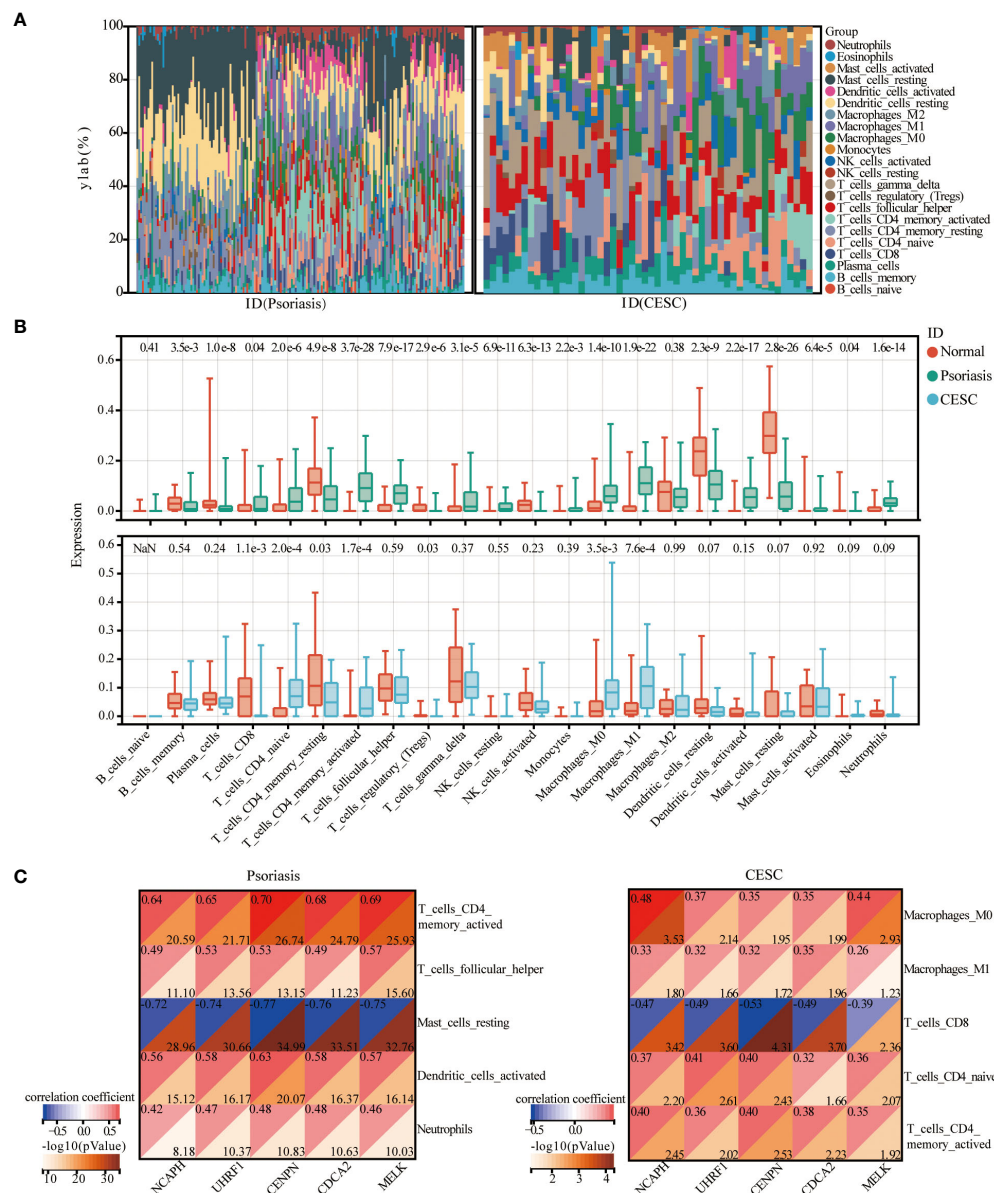 A
100
80
60
40
20
0
ylab(%)
ID(Psoriasis)
ID(CESC)
Group
Neutrophils
Eosinophils
Mast_cells_activated
Mast_cells_resting
Dendritic_cells_activated
Dendritic_cells_resting
Macrophages_M2
Macrophages_M1
Macrophages_M0
Monocytes
NK_cells_activated
NK_cells_resting
T_cells_gamma_delta
T_cells_regulatory_(Tregs)
T_cells_follicular_helper
T_cells_CD4_memory_activated
T_cells_CD4_memory_resting
T_cells_CD4_naive
T_cells_CD8
Plasma_cells
B_cells_memory
B_cells_naive
B
0.41 3.5e-3 1.0e-8 0.04 2.0e-6 4.9e-8 3.7e-28 7.9e-17 2.9e-6 3.1e-5 6.9e-11 6.3e-13 2.2e-3 1.4e-10 1.9e-22 0.38 2.3e-9 2.2e-17 2.8e-26 6.4e-5 0.04 1.6e-14
0.6
0.4
0.2
0.0
ID
Normal
Psoriasis
CESC
Expression
NaN 0.54 0.24 1.1e-3 2.0e-4 0.03 1.7e-4 0.59 0.03 0.37 0.55 0.23 0.39 3.5e-3 7.6e-4 0.99 0.07 0.15 0.07 0.92 0.09 0.09
0.6
0.5
0.4
0.3
0.2
0.1
0.0
B_cells_naive
B_cells_memory
Plasma_cells
T_cells_CD8
T_cells_CD4_naive
T_cells_CD4_memory_resting
T_cells_CD4_memory_activated
T_cells_follicular_helper
T_cells_regulatory_(Tregs)
T_cells_gamma_delta
NK_cells_resting
NK_cells_activated
Monocytes
Macrophages_M0
Macrophages_M1
Macrophages_M2
Dendritic_cells_resting
Dendritic_cells_activated
Mast_cells_resting
Mast_cells_activated
Eosinophils
Neutrophils
C
Psoriasis
0.64 0.65 0.70 0.68 0.69
20.59 21.71 26.74 24.79 25.93
T_cells_CD4_
memory_actived
0.49 0.53 0.53 0.49 0.57
11.10 13.56 13.15 11.23 15.60
T_cells_follicular_helper
-0.72 -0.74 -0.77 -0.76 -0.75
28.96 30.66 34.99 33.51 32.76
Mast_cells_resting
0.56 0.58 0.63 0.58 0.57
15.12 16.17 20.07 16.37 16.14
Dendritic_cells_activated
0.42 0.47 0.48 0.48 0.46
8.18 10.37 10.83 10.63 10.03
Neutrophils
NCAPH
UHRF1
CENPN
CDCA2
MELK
correlation coefficient
-0.5 0.0 0.5
-log10(pValue)
10 20 30
CESC
0.48 0.37 0.35 0.35 0.44
3.53 2.14 1.95 1.99 2.93
Macrophages_M0
0.33 0.32 0.32 0.35 0.26
1.80 1.66 1.72 1.96 1.23
Macrophages_M1
-0.47 -0.49 -0.53 -0.49 -0.39
3.42 3.60 4.31 3.70 2.36
T_cells_CD8
0.37 0.41 0.40 0.32 0.36
2.20 2.61 2.43 1.66 2.07
T_cells_CD4_naive
0.40 0.36 0.40 0.38 0.35
2.45 2.02 2.53 2.23 1.92
T_cells_CD4_
memory_actived
NCAPH
UHRF1
CENPN
CDCA2
MELK
correlation coefficient
-0.5 0.0
-log10(pValue)
2 3 4